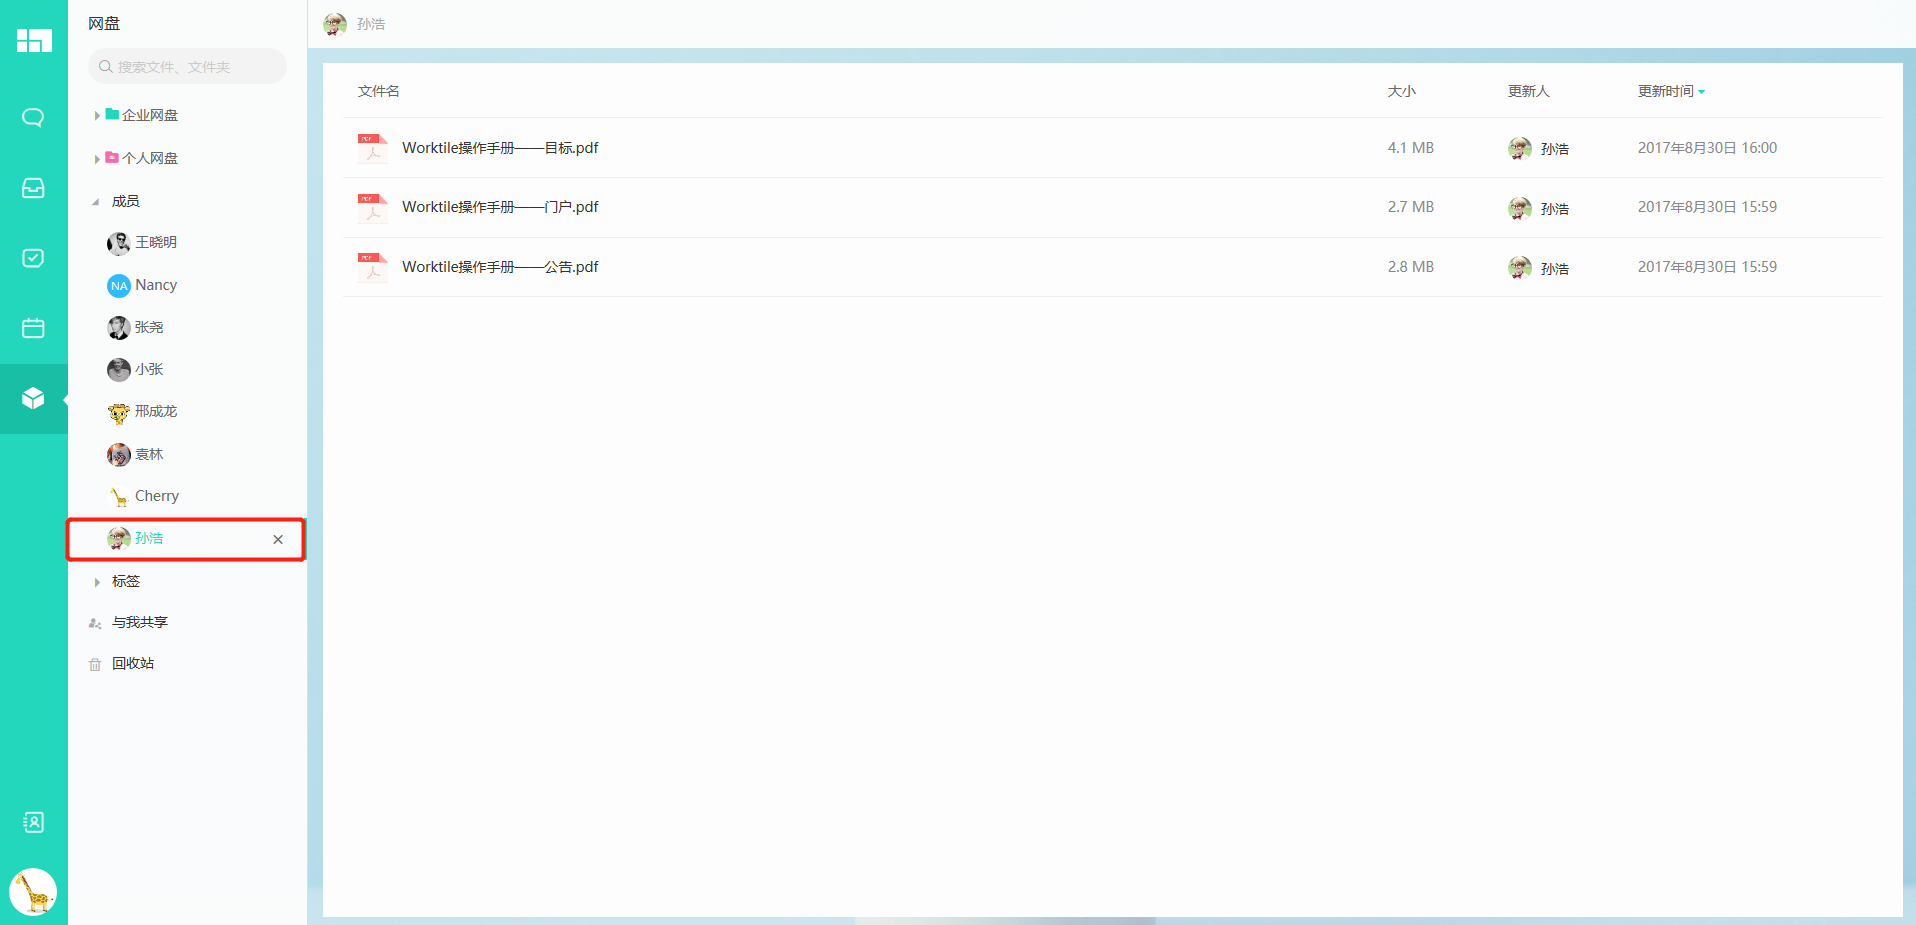 网盘
搜索文件、文件夹
企业网盘
个人网盘
成员
王晓明
NA Nancy
张尧
小张
邢成龙
袁林
Cherry
孙浩
标签
与我共享
回收站
孙浩
文件名 大小 更新人 更新时间
PDF Worktile操作手册——目标.pdf 4.1 MB 孙浩 2017年8月30日 16:00
PDF Worktile操作手册——门户.pdf 2.7 MB 孙浩 2017年8月30日 15:59
PDF Worktile操作手册——公告.pdf 2.8 MB 孙浩 2017年8月30日 15:59